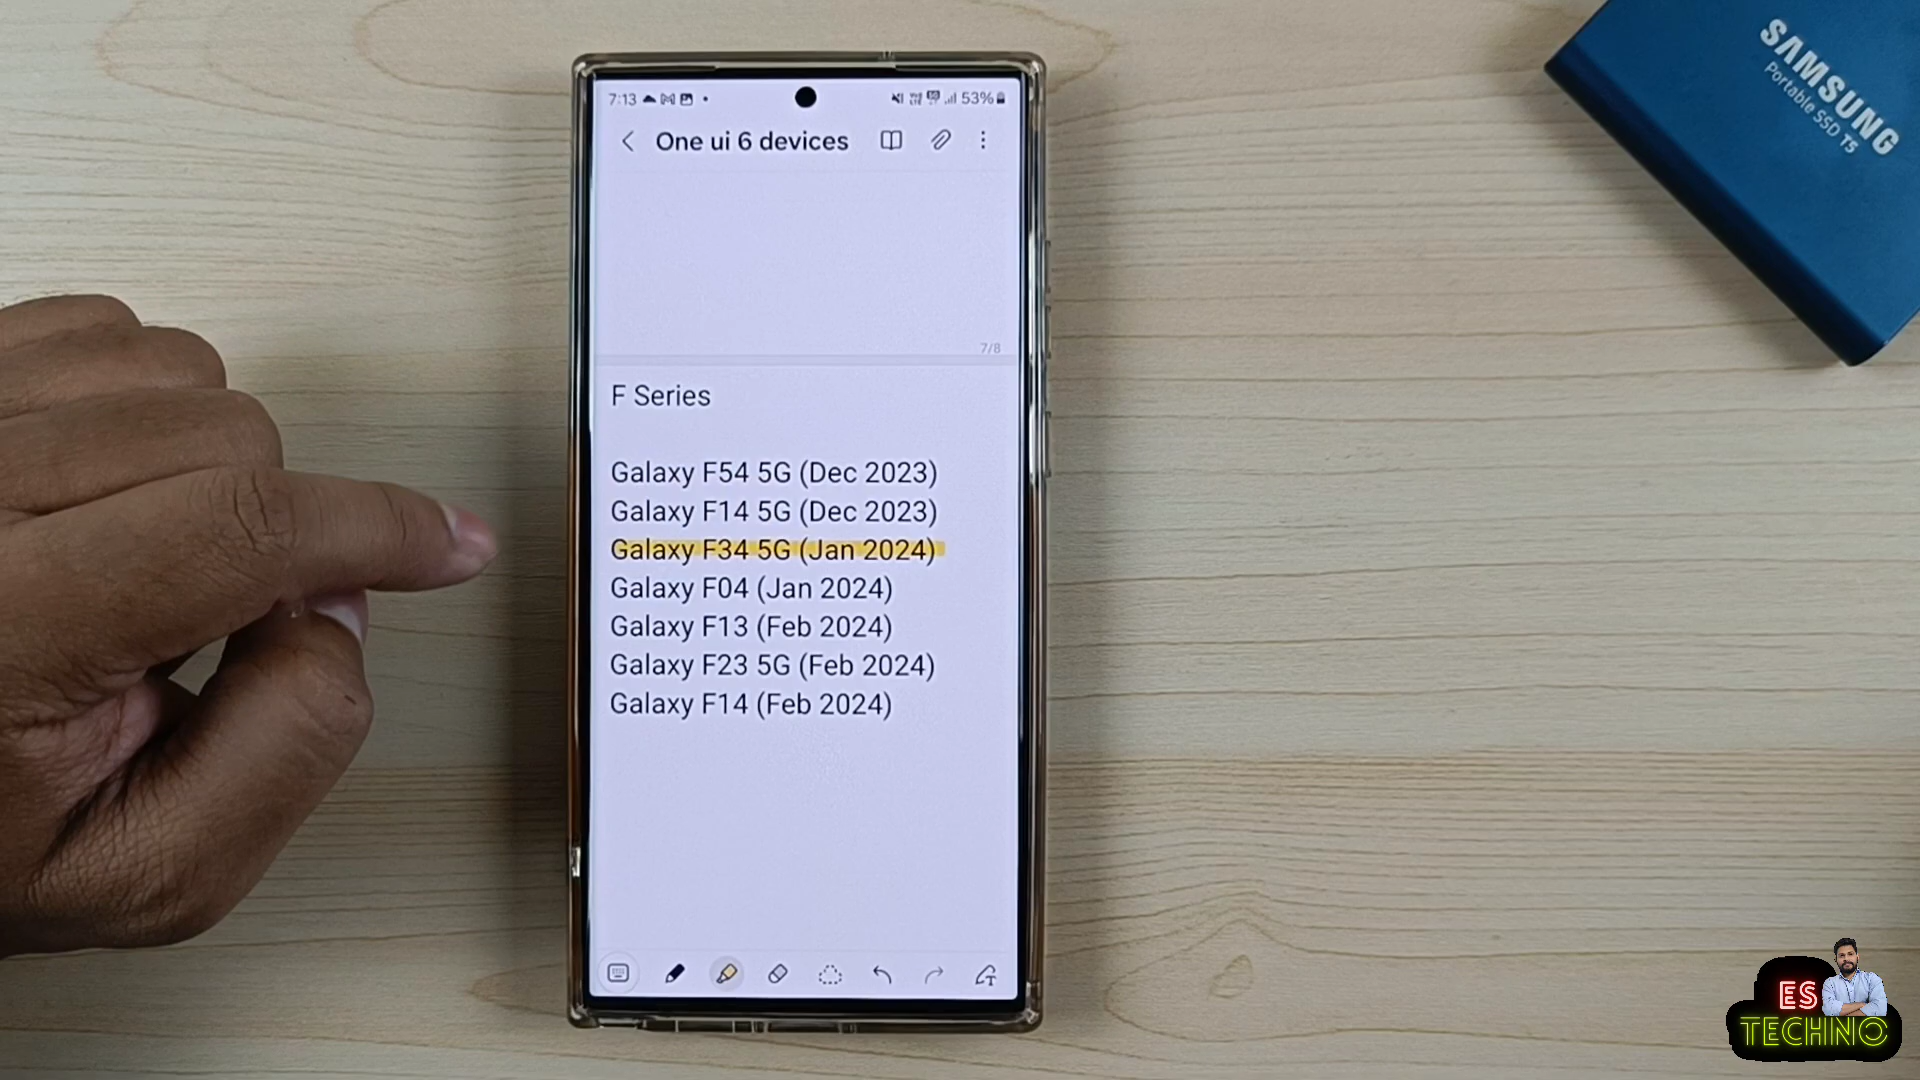 7:13
53%
One ui 6 devices
7/8
F Series
Galaxy F54 5G (Dec 2023)
Galaxy F14 5G (Dec 2023)
Galaxy F34 5G (Jan 2024)
Galaxy F04 (Jan 2024)
Galaxy F13 (Feb 2024)
Galaxy F23 5G (Feb 2024)
Galaxy F14 (Feb 2024)
SAMSUNG
Portable SSD T5
ES
TECHNO